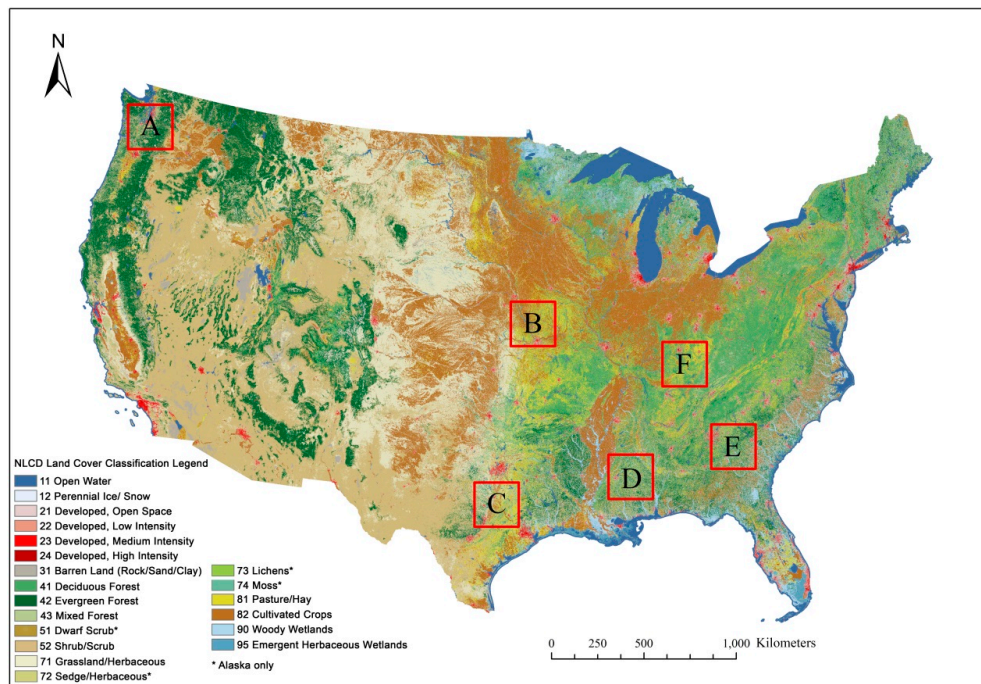 N
A
B
F
E
D
C
NLCD Land Cover Classification Legend
11 Open Water
12 Perennial Ice/ Snow
21 Developed, Open Space
22 Developed, Low Intensity
23 Developed, Medium Intensity
24 Developed, High Intensity
31 Barren Land (Rock/Sand/Clay)
41 Deciduous Forest
42 Evergreen Forest
43 Mixed Forest
51 Dwarf Scrub*
52 Shrub/Scrub
71 Grassland/Herbaceous
72 Sedge/Herbaceous*
73 Lichens*
74 Moss*
81 Pasture/Hay
82 Cultivated Crops
90 Woody Wetlands
95 Emergent Herbaceous Wetlands
* Alaska only
0 250 500 1,000 Kilometers